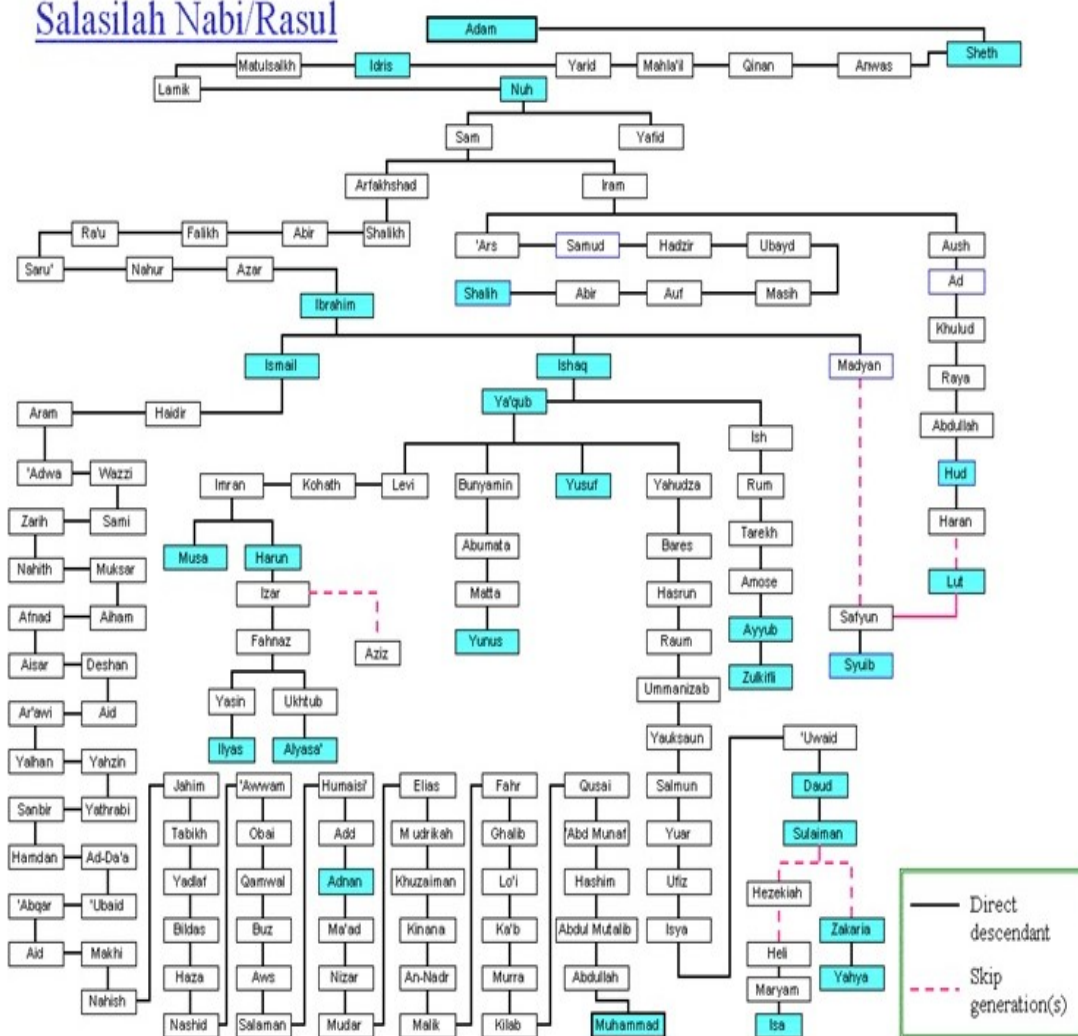 Salasilah Nabi/Rasul
Adam
Sheth
Matulsalkh
Idris
Yarid
Mahla'il
Qinan
Anwas
Lamik
Nuh
Sam
Yafid
Arfakhshad
Iram
Ra'u
Falikh
Abir
Shalikh
'Ars
Samud
Hadzir
Ubayd
Aush
Saru'
Nahur
Azar
Shalih
Abir
Auf
Masih
Ad
Ibrahim
Khulud
Ismail
Ishaq
Madyan
Raya
Aram
Haidir
Ya'qub
Ish
Abdullah
'Adwa
Wazzi
Imran
Kohath
Levi
Bunyamin
Yusuf
Yahudza
Rum
Hud
Zarih
Sami
Musa
Harun
Abumata
Bares
Tarekh
Haran
Nahith
Muksar
Izar
Matta
Hasrun
Amose
Lut
Afnad
Aiham
Fahnaz
Aziz
Yunus
Raum
Ayyub
Safyun
Aisar
Deshan
Yasin
Ukhtub
Ummanizab
Zulkifli
Syuib
Ar'awi
Aid
Ilyas
Alyasa'
Yauksaun
'Uwaid
Yalhan
Yahzin
Jahim
'Awwam
Humaisi'
Elias
Fahr
Qusai
Salmun
Daud
Sanbir
Yathrabi
Tabikh
Obai
Add
Mudrikah
Ghalib
'Abd Munaf
Yuar
Sulaiman
Hamdan
Ad-Da'a
Yadlaf
Qamwal
Adnan
Khuzaiman
Lo'i
Hashim
Ufiz
Hezekiah
'Abqar
'Ubaid
Bildas
Buz
Ma'ad
Kinana
Ka'b
Abdul Mutalib
Isya
Zakaria
Aid
Makhi
Haza
Aws
Nizar
An-Nadr
Murra
Abdullah
Heli
Yahya
Nahish
Nashid
Salaman
Mudar
Malik
Kilab
Muhammad
Maryam
Isa
Direct
descendant
Skip
generation(s)